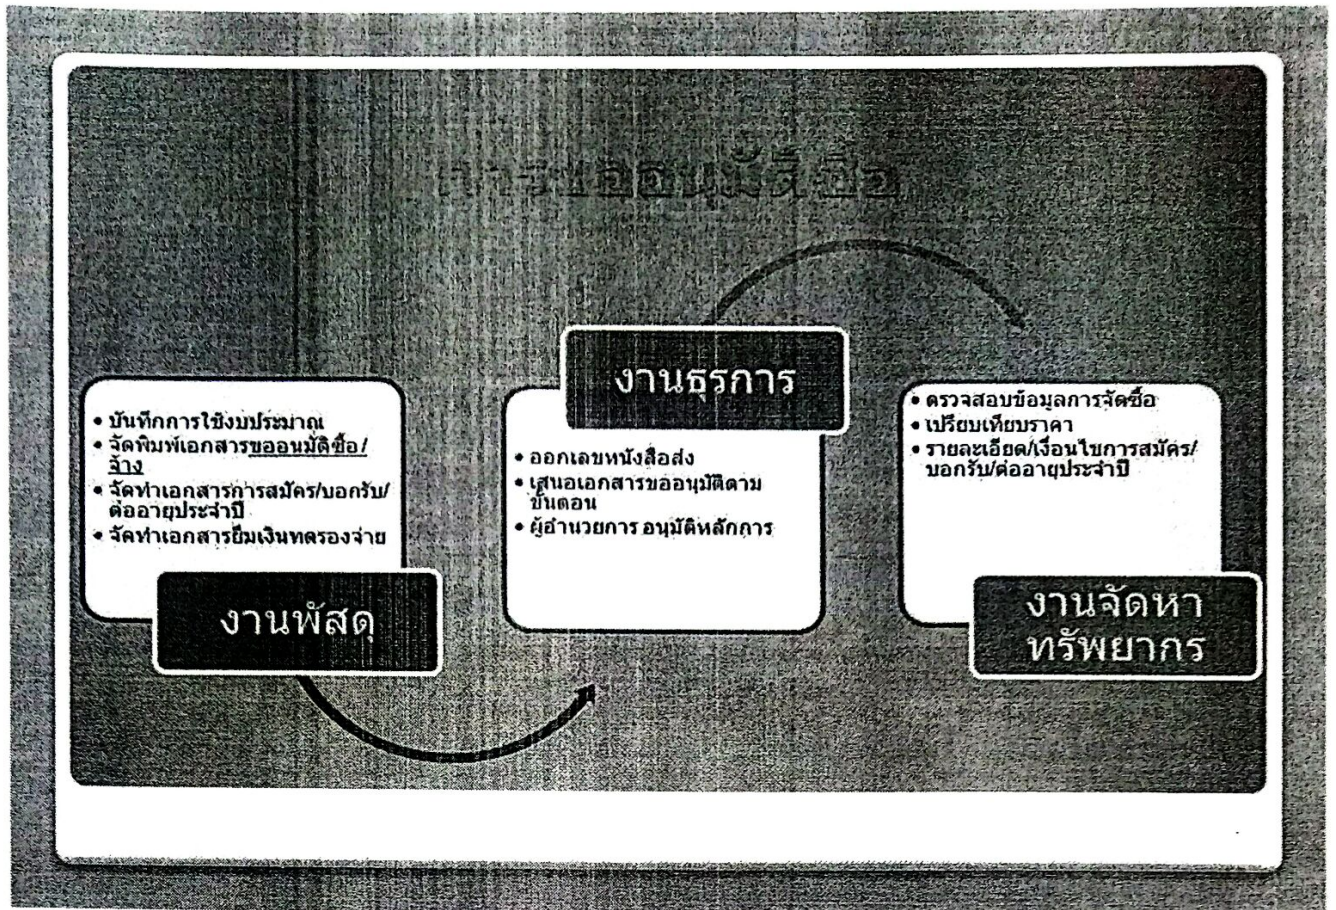 การขออนุมัติซื้อ
• บันทึกการใช้งบประมาณ
• จัดพิมพ์เอกสารขออนุมัติซื้อ/
จ้าง
• จัดทำเอกสารการสมัคร/บอกรับ/
ต่ออายุประจำปี
• จัดทำเอกสารยืมเงินทดรองจ่าย
งานพัสดุ
งานธุรการ
• ออกเลขหนังสือส่ง
• เสนอเอกสารขออนุมัติตาม
ขั้นตอน
• ผู้อำนวยการ อนุมัติหลักการ
• ตรวจสอบข้อมูลการจัดซื้อ
• เปรียบเทียบราคา
• รายละเอียด/เงื่อนไขการสมัคร/
บอกรับ/ต่ออายุประจำปี
งานจัดหา
ทรัพยากร